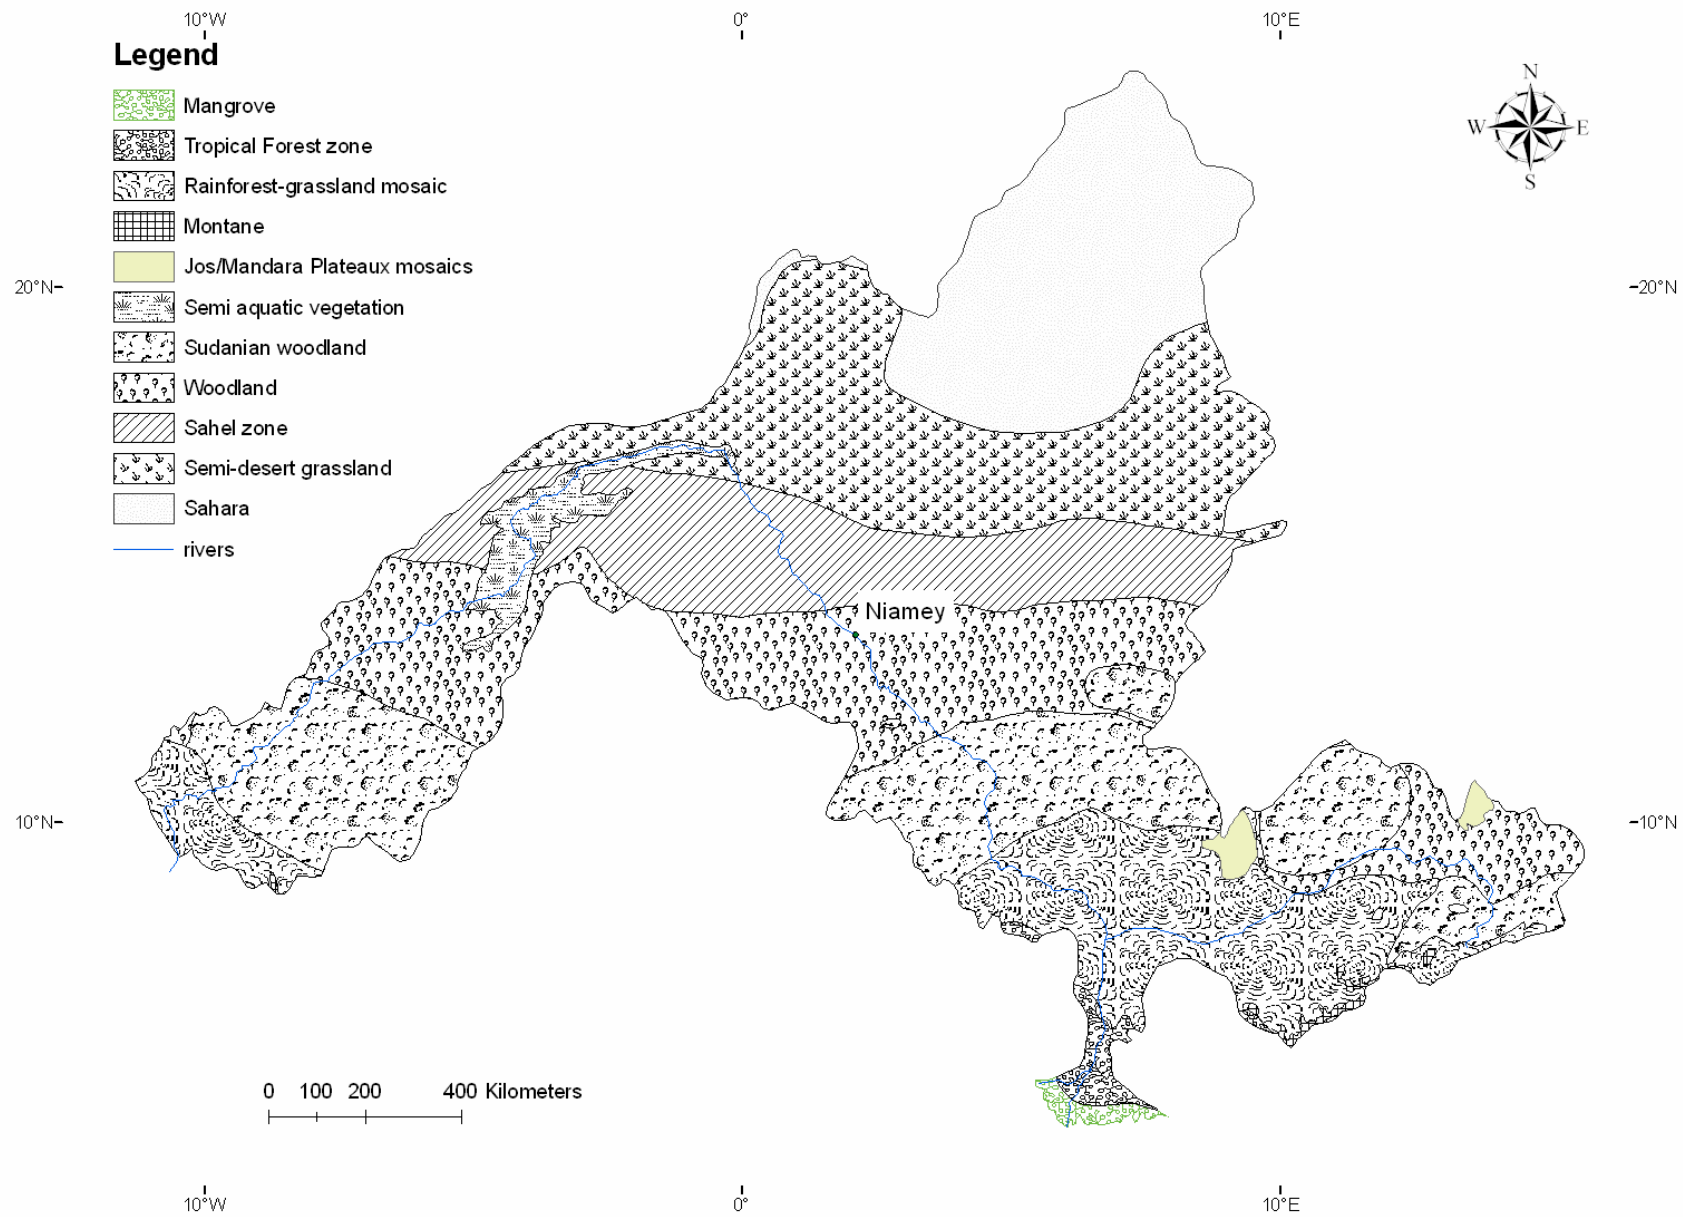 10°W 0° 10°E
Legend
N
Mangrove
W E
Tropical Forest zone
S
Rainforest-grassland mosaic
Montane
Jos/Mandara Plateaux mosaics
20°N 20°N
Semi aquatic vegetation
Sudanian woodland
Woodland
Sahel zone
Semi-desert grassland
Sahara
rivers
Niamey
10°N 10°N
0 100 200 400 Kilometers
10°W 0° 10°E